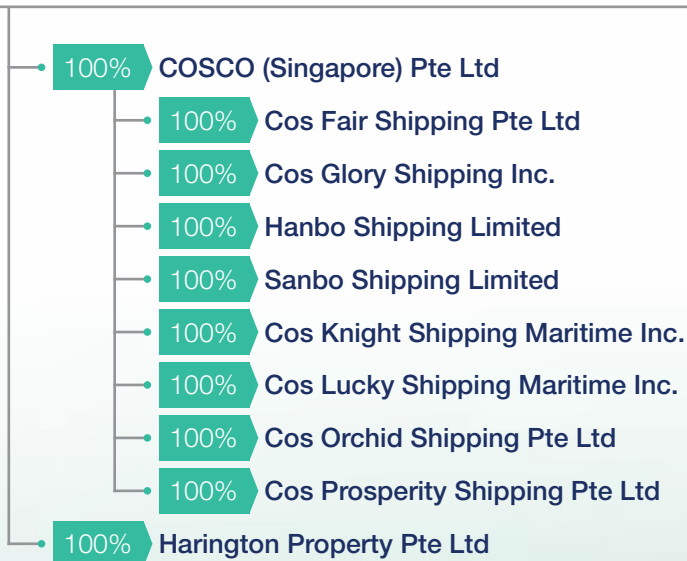 100% COSCO (Singapore) Pte Ltd
100% Cos Fair Shipping Pte Ltd
100% Cos Glory Shipping Inc.
100% Hanbo Shipping Limited
100% Sanbo Shipping Limited
100% Cos Knight Shipping Maritime Inc.
100% Cos Lucky Shipping Maritime Inc.
100% Cos Orchid Shipping Pte Ltd
100% Cos Prosperity Shipping Pte Ltd
100% Harington Property Pte Ltd